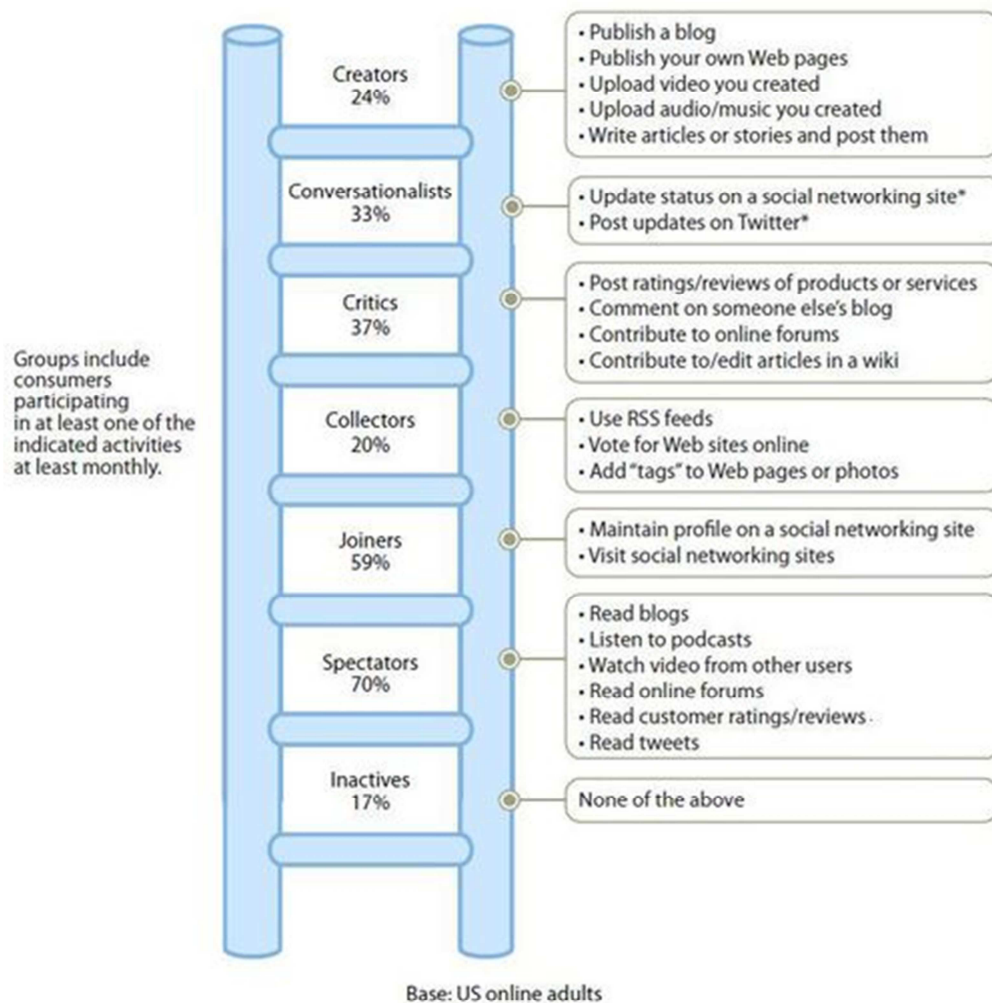 Creators
24%
• Publish a blog
• Publish your own Web pages
• Upload video you created
• Upload audio/music you created
• Write articles or stories and post them
Conversationalists
33%
• Update status on a social networking site*
• Post updates on Twitter*
Critics
37%
• Post ratings/reviews of products or services
• Comment on someone else's blog
• Contribute to online forums
• Contribute to/edit articles in a wiki
Groups include
consumers
participating
in at least one of the
indicated activities
at least monthly.
Collectors
20%
• Use RSS feeds
• Vote for Web sites online
• Add "tags" to Web pages or photos
Joiners
59%
• Maintain profile on a social networking site
• Visit social networking sites
Spectators
70%
• Read blogs
• Listen to podcasts
• Watch video from other users
• Read online forums
• Read customer ratings/reviews
• Read tweets
Inactives
17%
None of the above
Base: US online adults